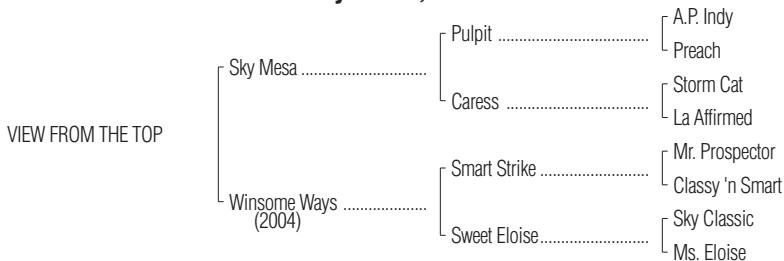 VIEW FROM THE TOP
Sky Mesa
Winsome Ways
(2004)
Pulpit
Caress
Smart Strike
Sweet Eloise
A.P. Indy
Preach
Storm Cat
La Affirmed
Mr. Prospector
Classy 'n Smart
Sky Classic
Ms. Eloise